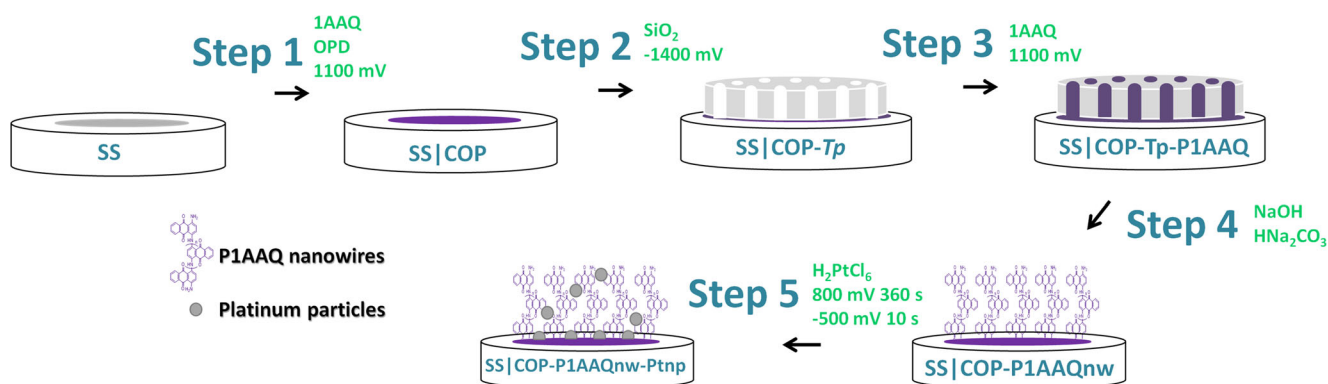 Step 1
1AAQ
OPD
1100 mV
Step 2
SiO₂
-1400 mV
Step 3
1AAQ
1100 mV
SS
SS|COP
SS|COP-Tp
SS|COP-Tp-P1AAQ
Step 4
NaOH
HNa₂CO₃
P1AAQ nanowires
Platinum particles
Step 5
H₂PtCl₆
800 mV 360 s
-500 mV 10 s
SS|COP-P1AAQnw-Ptnp
SS|COP-P1AAQnw